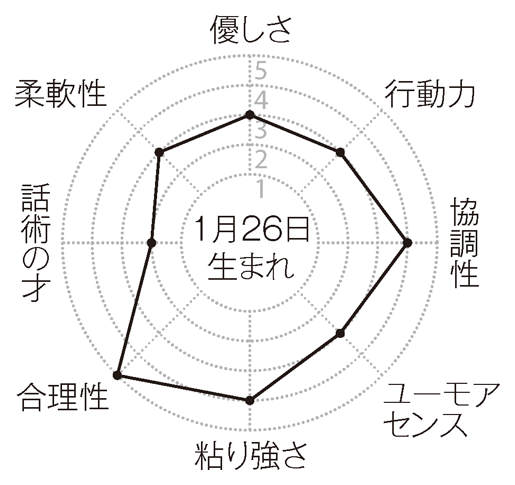 優しさ
5
4
3
2
1
行動力
協調性
ユーモア
センス
粘り強さ
合理性
話術の才
柔軟性
1月26日
生まれ